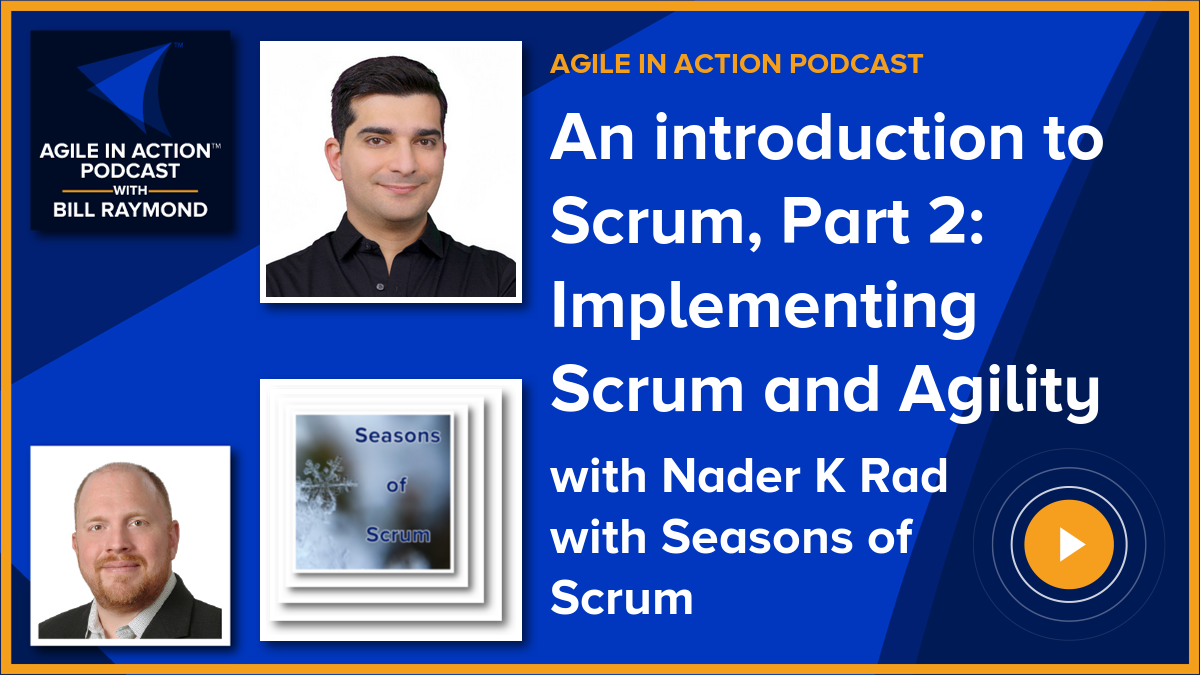 AGILE IN ACTION™
PODCAST
WITH
BILL RAYMOND
AGILE IN ACTION PODCAST
An introduction to
Scrum, Part 2:
Implementing
Scrum and Agility
with Nader K Rad
with Seasons of
Scrum
Seasons
of
Scrum